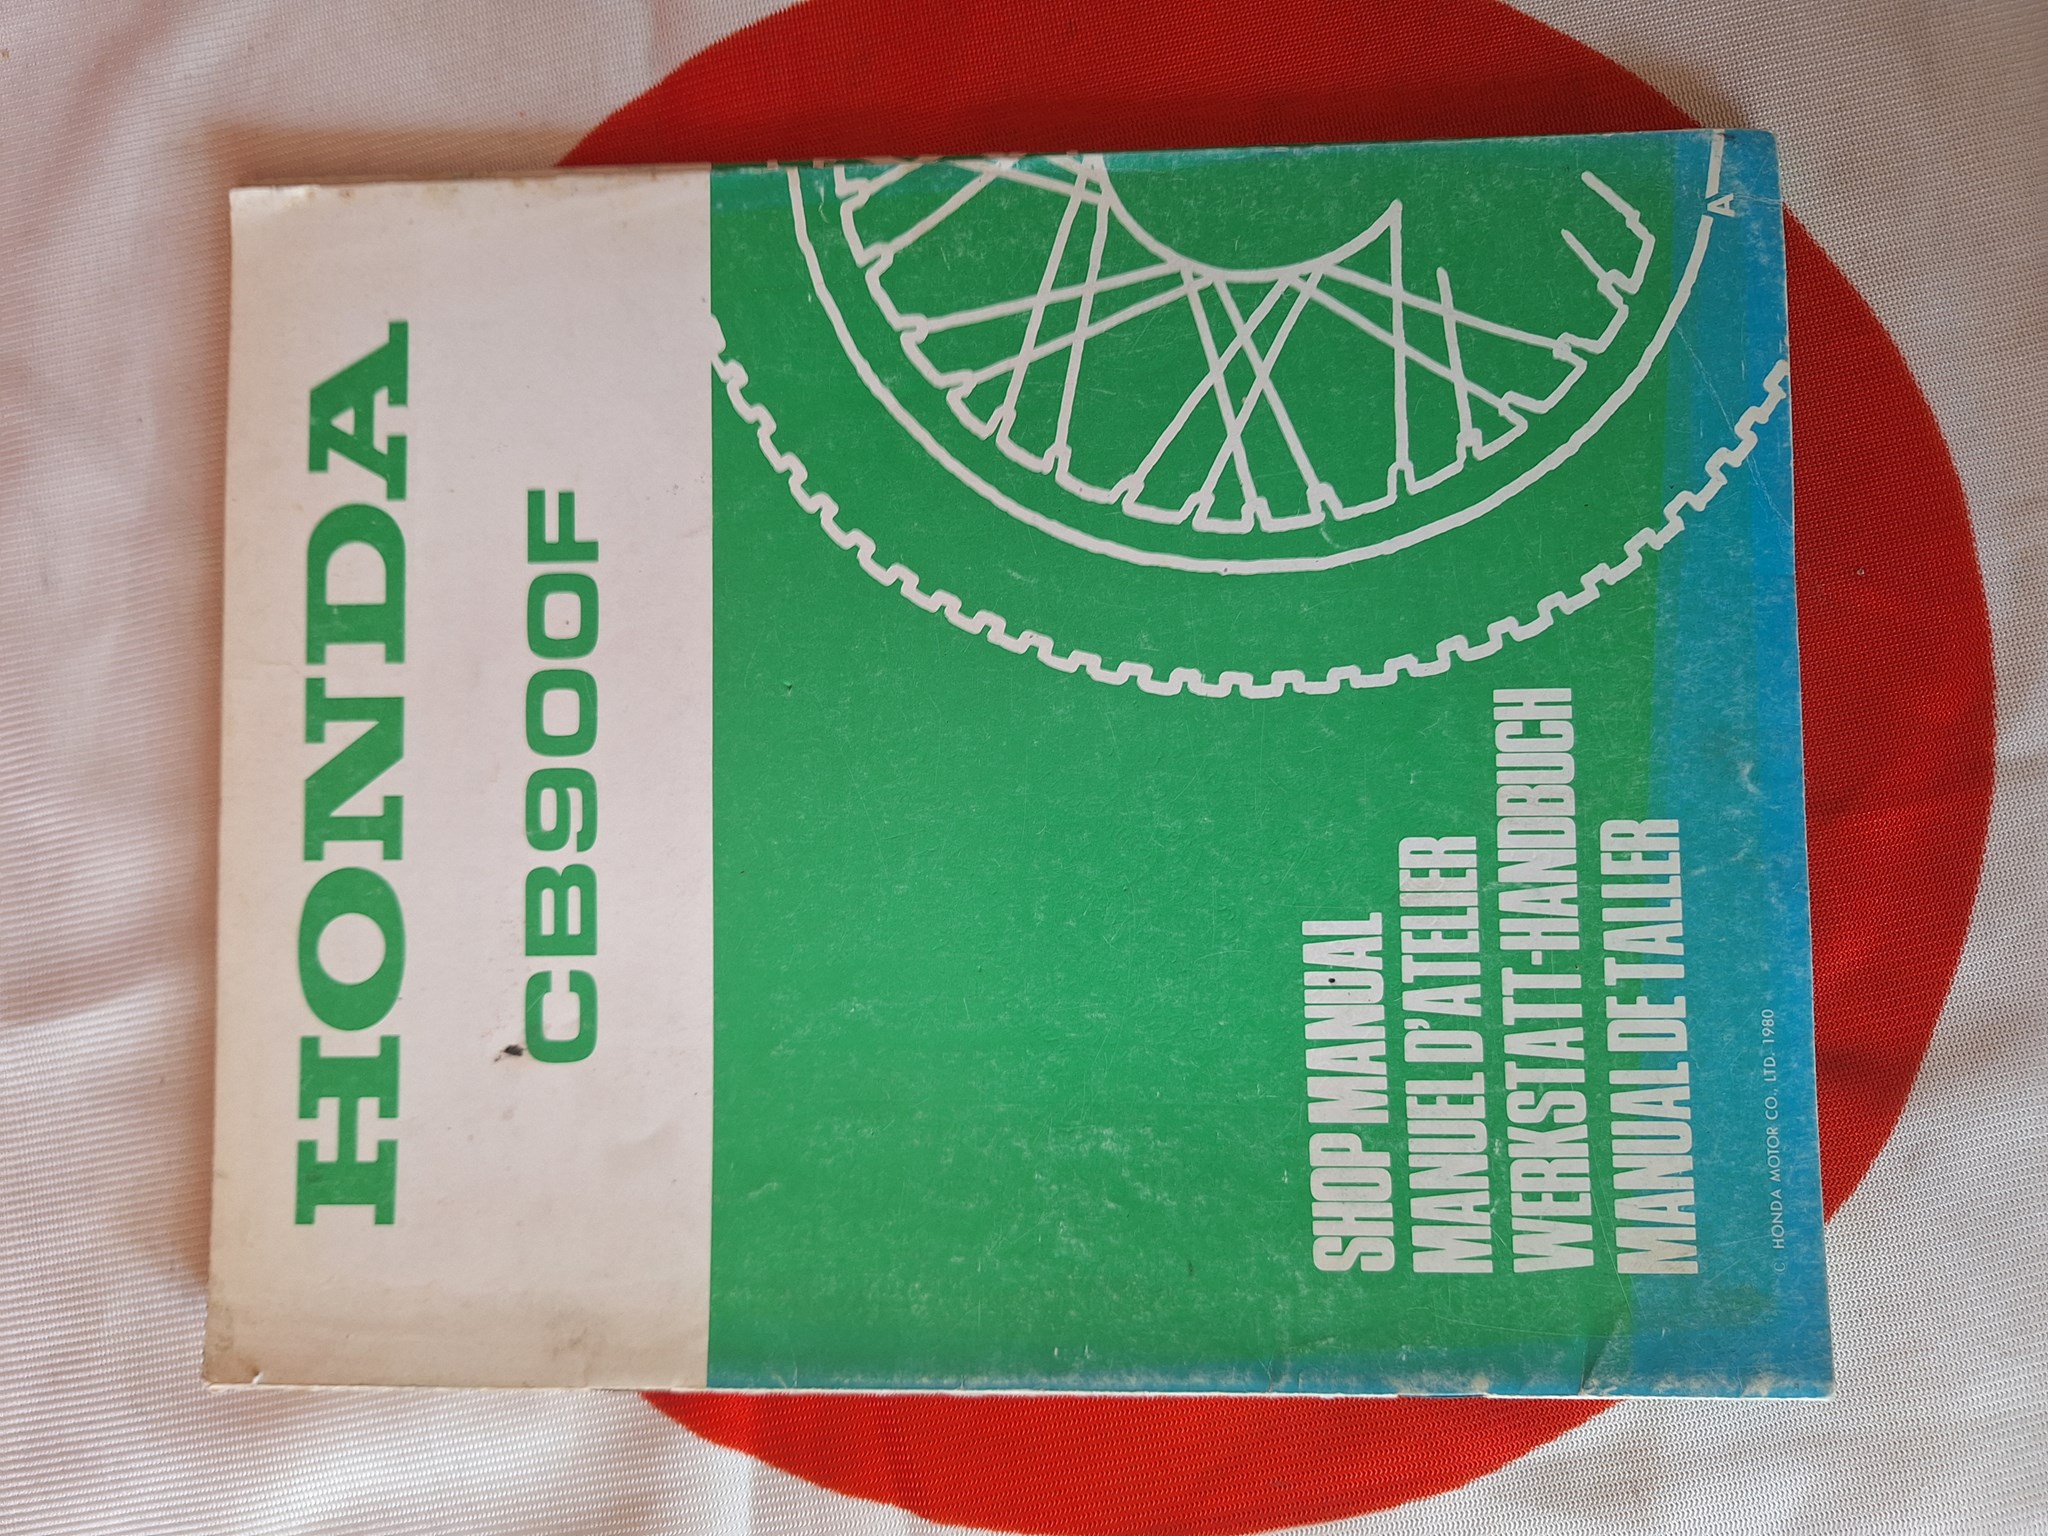 HONDA
CB900F
A
SHOP MANUAL
MANUEL D'ATELIER
WERKSTATT-HANDBUCH
MANUAL DE TALLER
C HONDA MOTOR CO., LTD. 1980